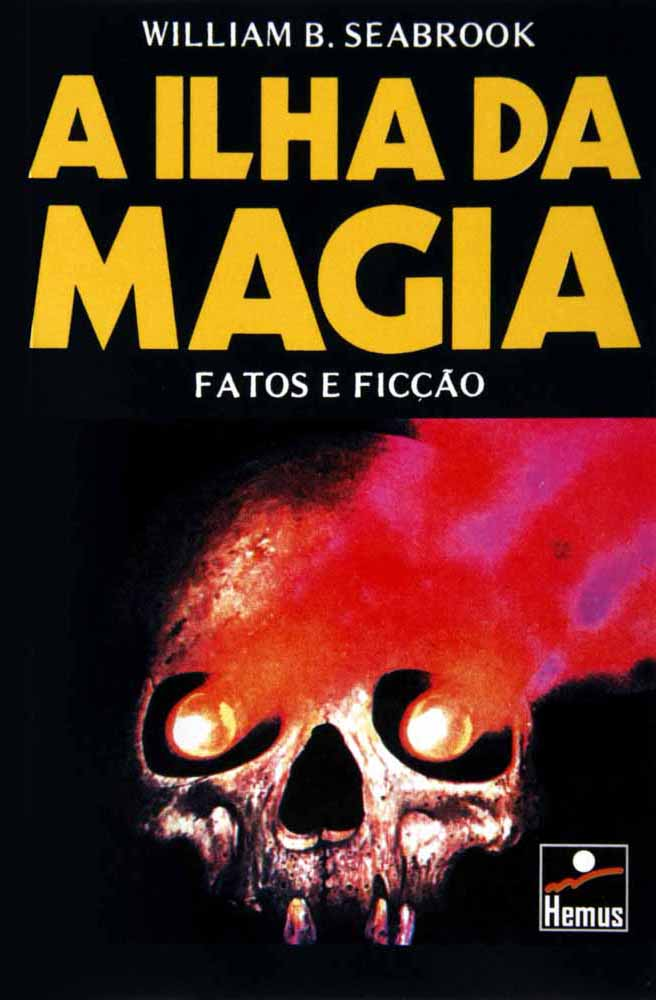 WILLIAM B. SEABROOK
A ILHA DA
MAGIA
FATOS E FICÇÃO
Hemus